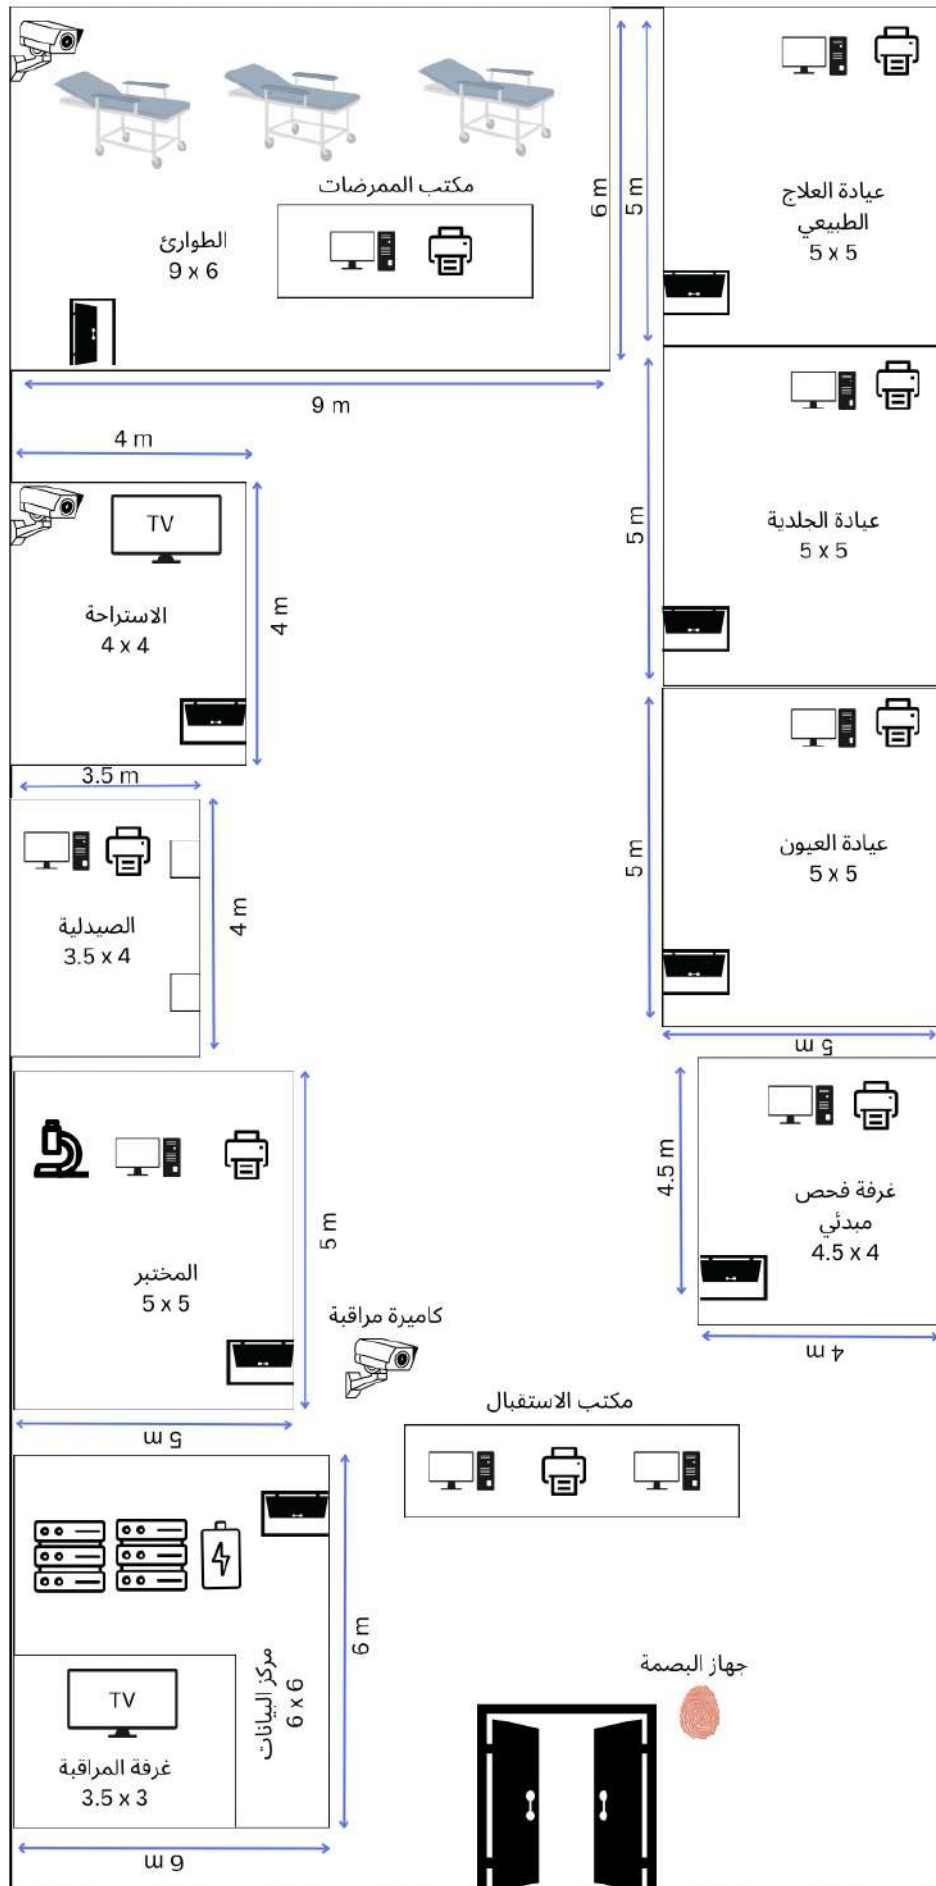 مكتب الممرضات
الطوارئ
9 x 6
6 m
5 m
عيادة العلاج
الطبيعي
5 x 5
9 m
4 m
TV
الاستراحة
4 x 4
4 m
5 m
عيادة الجلدية
5 x 5
3.5 m
الصيدلية
3.5 x 4
4 m
5 m
عيادة العيون
5 x 5
5 m
4.5 m
غرفة فحص
مبدئي
4.5 x 4
4 m
المختبر
5 x 5
5 m
5 m
كاميرة مراقبة
مكتب الاستقبال
مركز البيانات
6 x 6
6 m
TV
غرفة المراقبة
3.5 x 3
6 m
جهاز البصمة